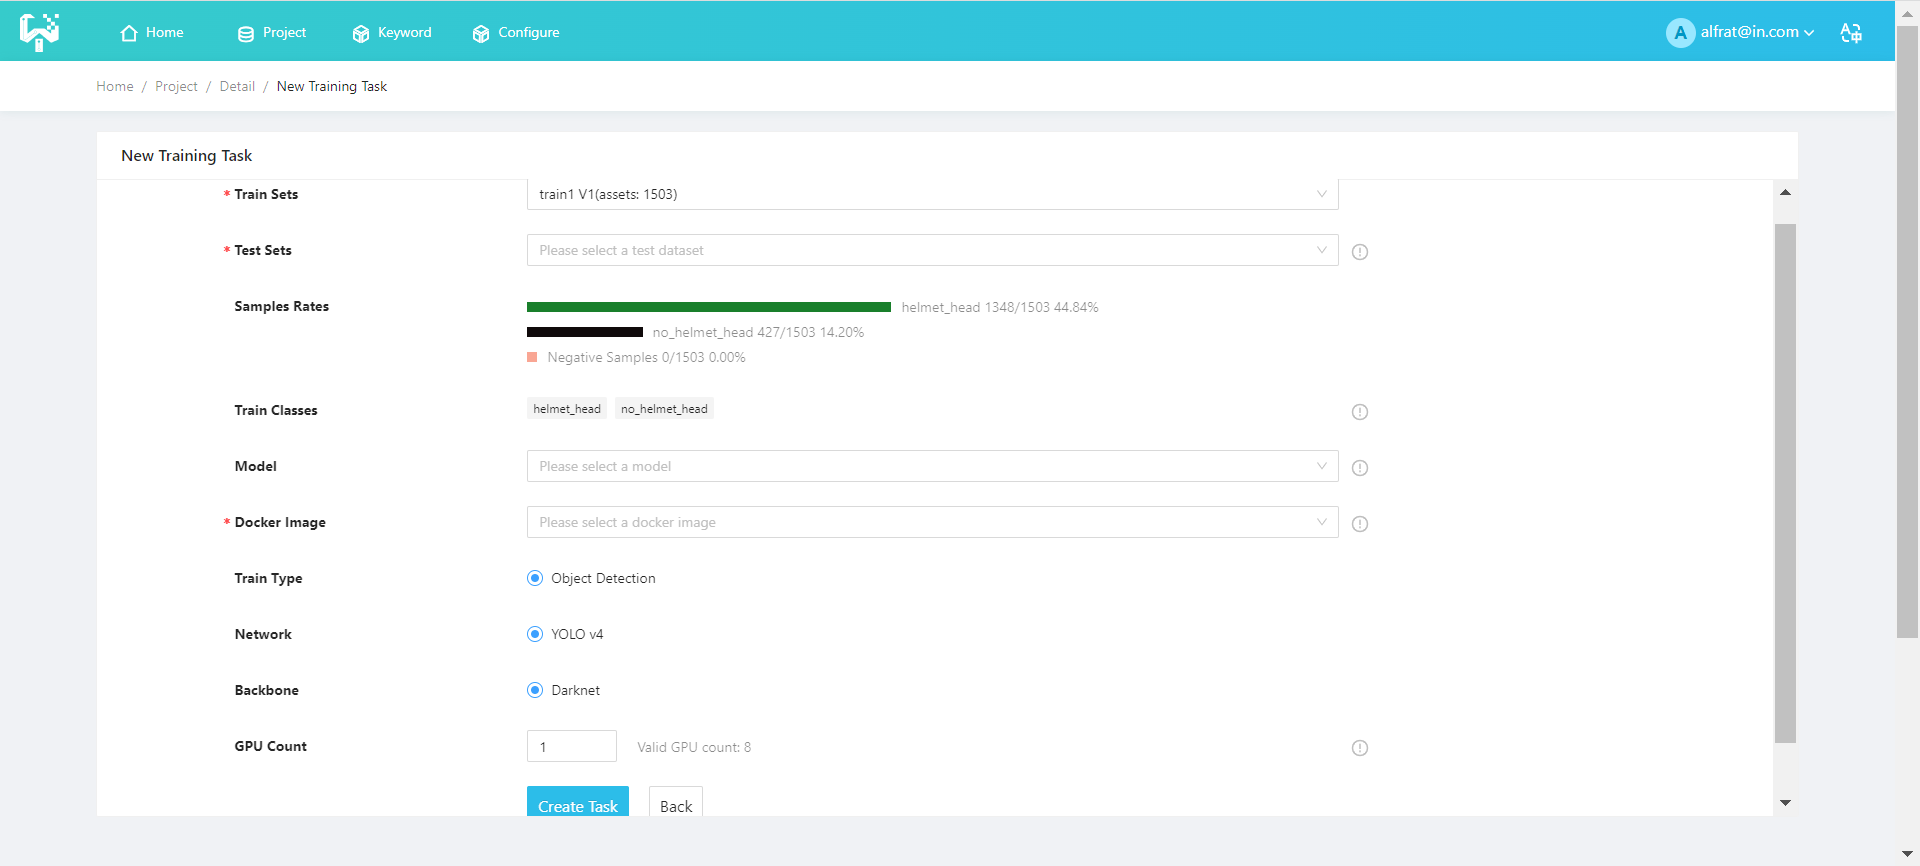 Home Project Keyword Configure A alfrat@in.com
Home / Project / Detail / New Training Task
New Training Task
* Train Sets train1 V1(assets: 1503)
* Test Sets Please select a test dataset
Samples Rates helmet_head 1348/1503 44.84%
no_helmet_head 427/1503 14.20%
Negative Samples 0/1503 0.00%
Train Classes helmet_head no_helmet_head
Model Please select a model
* Docker Image Please select a docker image
Train Type Object Detection
Network YOLO v4
Backbone Darknet
GPU Count 1 Valid GPU count: 8
Create Task Back